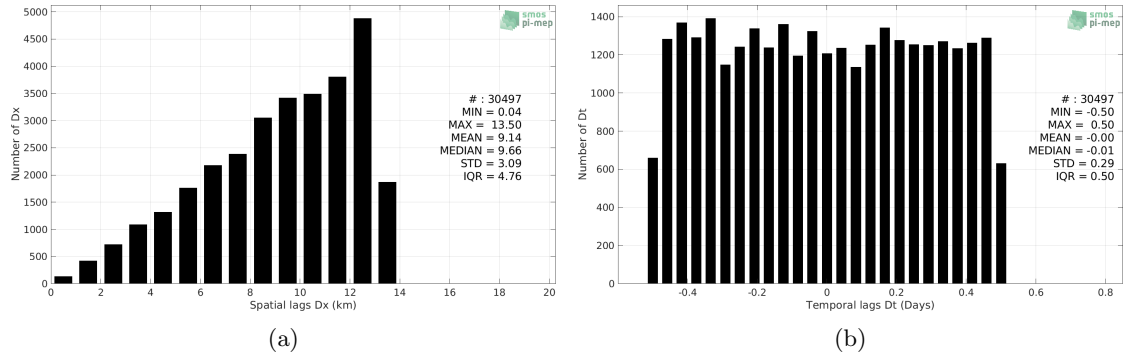 smos
pi-mep
5000
4500
4000
3500
3000
2500
2000
1500
1000
500
0
Number of Dx
# : 30497
MIN = 0.04
MAX = 13.50
MEAN = 9.14
MEDIAN = 9.66
STD = 3.09
IQR = 4.76
0 2 4 6 8 10 12 14 16 18 20
Spatial lags Dx (km)
(a)
smos
pi-mep
1400
1200
1000
800
600
400
200
0
Number of Dt
# : 30497
MIN = -0.50
MAX = 0.50
MEAN = -0.00
MEDIAN = -0.01
STD = 0.29
IQR = 0.50
-0.4 -0.2 0 0.2 0.4 0.6 0.8
Temporal lags Dt (Days)
(b)